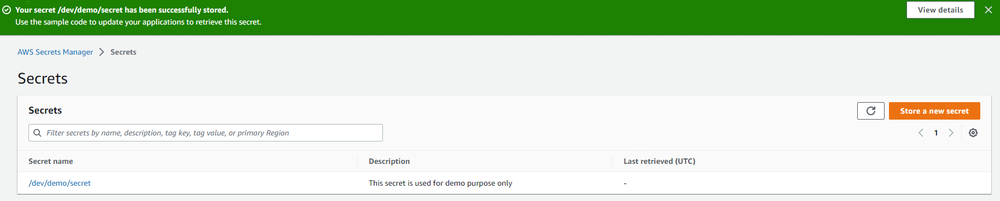 Your secret /dev/demo/secret has been successfully stored.
Use the sample code to update your applications to retrieve this secret.
View details
AWS Secrets Manager > Secrets
Secrets
Secrets
Store a new secret
Filter secrets by name, description, tag key, tag value, or primary Region
1
Secret name Description Last retrieved (UTC)
/dev/demo/secret This secret is used for demo purpose only -